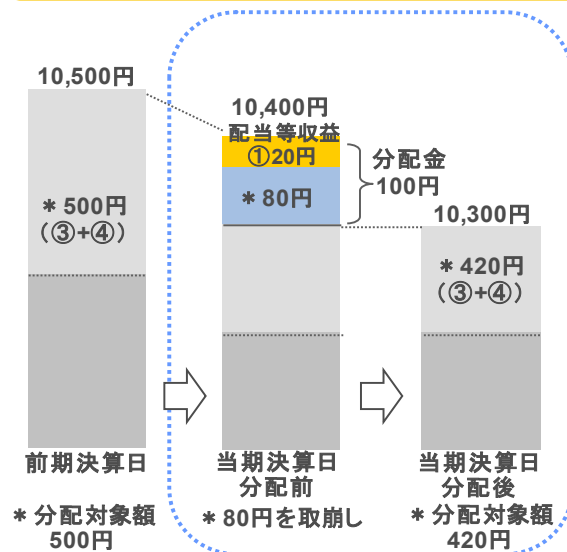 10,500円
＊500円
（③+④）
前期決算日
＊分配対象額
500円
10,400円
配当等収益
①20円
＊80円
分配金
100円
当期決算日
分配前
＊80円を取崩し
10,300円
＊420円
（③+④）
当期決算日
分配後
＊分配対象額
420円